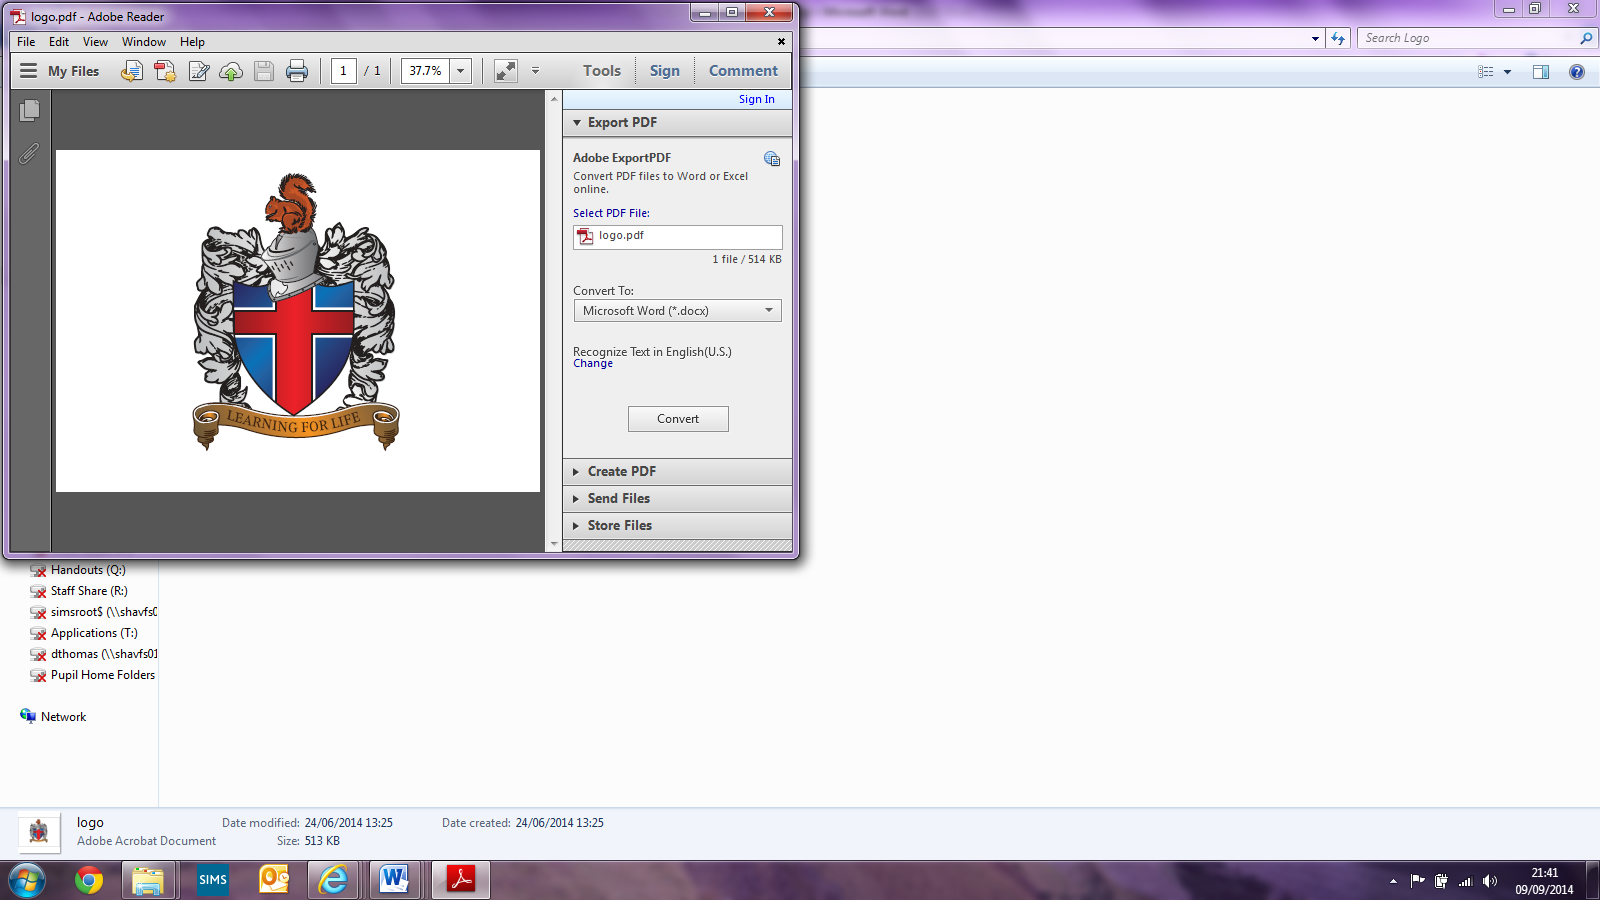 logo.pdf - Adobe Reader
File Edit View Window Help
My Files 1 / 1 37.7% Tools Sign Comment
Search Logo
Sign In
Export PDF
Adobe ExportPDF
Convert PDF files to Word or Excel
online.
Select PDF File:
logo.pdf
1 file / 514 KB
Convert To:
Microsoft Word (*.docx)
Recognize Text in English(U.S.)
Change
Convert
Create PDF
Send Files
Store Files
LEARNING FOR LIFE
Handouts (Q:)
Staff Share (R:)
simsroot$ (\\shavfs0
Applications (T:)
dthomas (\\shavfs01
Pupil Home Folders
Network
logo Date modified: 24/06/2014 13:25 Date created: 24/06/2014 13:25
Adobe Acrobat Document Size: 513 KB
SIMS
21:41
09/09/2014